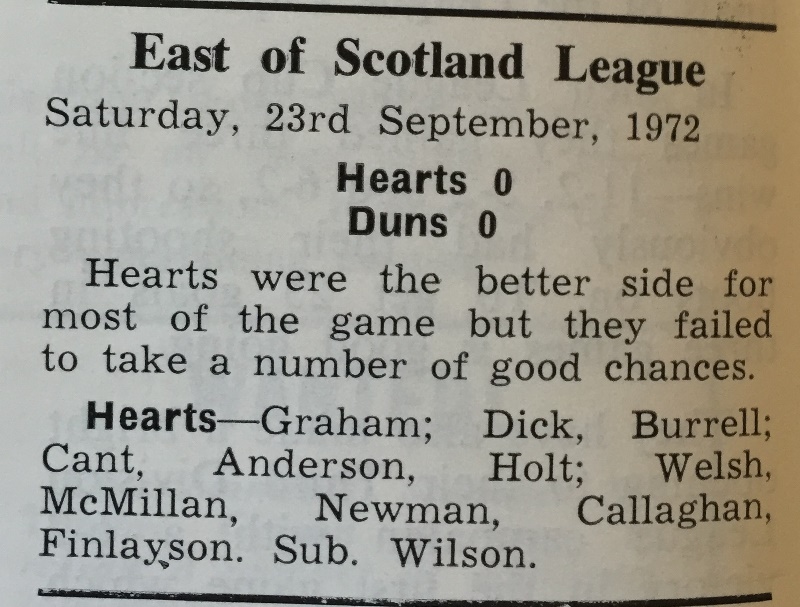 East of Scotland League
Saturday, 23rd September, 1972
Hearts 0
Duns 0
Hearts were the better side for
most of the game but they failed
to take a number of good chances.
Hearts—Graham; Dick, Burrell;
Cant, Anderson, Holt; Welsh,
McMillan, Newman, Callaghan,
Finlayson. Sub. Wilson.